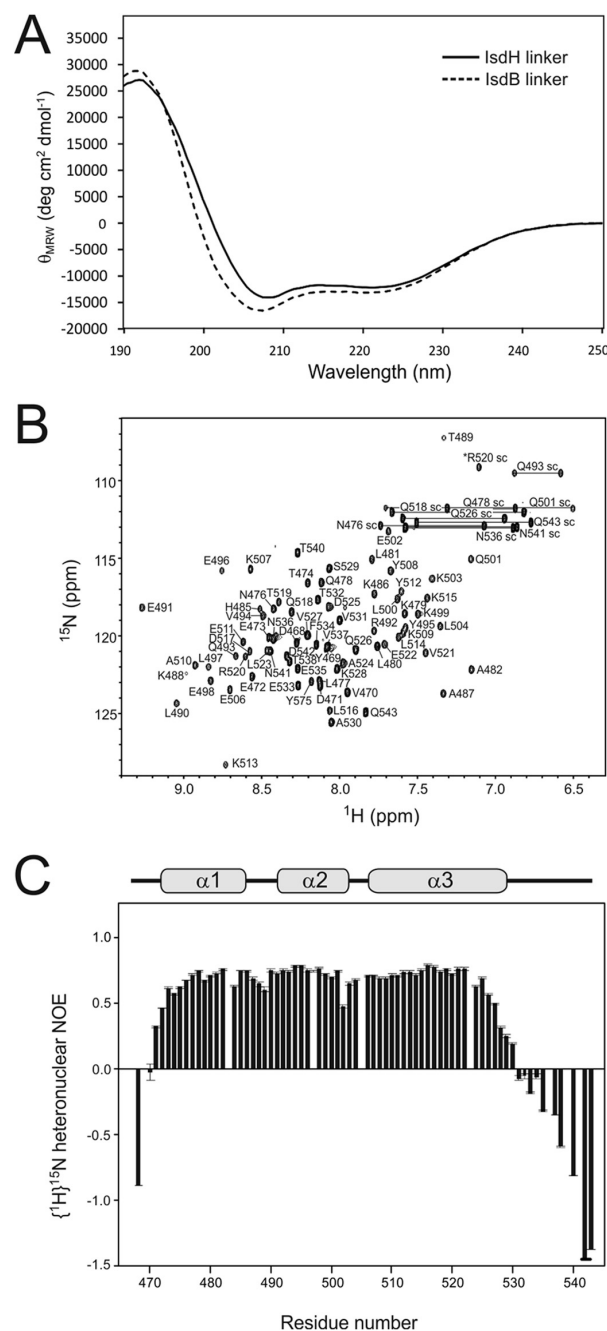 A
IsdH linker
IsdB linker
35000
30000
25000
20000
15000
10000
5000
0
-5000
-10000
-15000
-20000
θMRW (deg cm² dmol⁻¹)
190 200 210 220 230 240 250
Wavelength (nm)
B
110
115
120
125
¹⁵N (ppm)
T489
*R520 sc
Q493 sc
Q518 sc
Q478 sc
Q501 sc
Q526 sc
Q543 sc
N476 sc
E502
N536 sc
N541 sc
T540
L481
Q501
E496
K507
S529
Y508
T474
Q478
Y512
K503
T519
N476
Q518
T532
D525
K486
K479
K515
E491
H485
V527
V531
L500
K499
V494
N536
D468
F534
R492
Y495
L504
E511
E473
V537
Q526
K509
D517
Q493
D542
Y469
L514
V521
A510
L497
L523
N541
T538
E535
A524
L480
E522
A482
K488°
R520
K528
L477
E498
E472
E533
Y575
D471
V470
A487
L490
E506
L516
Q543
A530
K513
9.0 8.5 8.0 7.5 7.0 6.5
¹H (ppm)
C
α1 α2 α3
1.0
0.5
0.0
-0.5
-1.0
-1.5
{¹H}¹⁵N heteronuclear NOE
470 480 490 500 510 520 530 540
Residue number